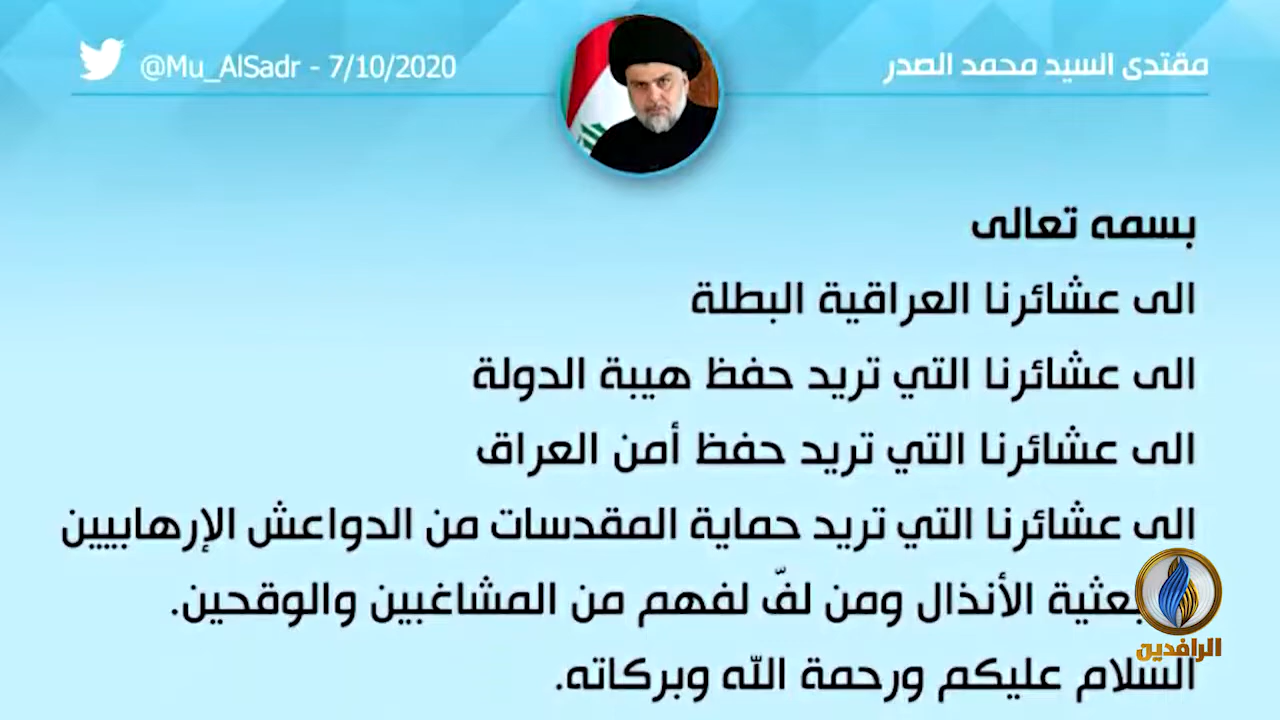 @Mu_AlSadr - 7/10/2020
مقتدى السيد محمد الصدر
بسمه تعالى
الى عشائرنا العراقية البطلة
الى عشائرنا التي تريد حفظ هيبة الدولة
الى عشائرنا التي تريد حفظ أمن العراق
الى عشائرنا التي تريد حماية المقدسات من الدواعش الإرهابيين
الأنذال ومن لفّ لفهم من المشاغبين والوقحين.
السلام عليكم ورحمة الله وبركاته.
الرافدين